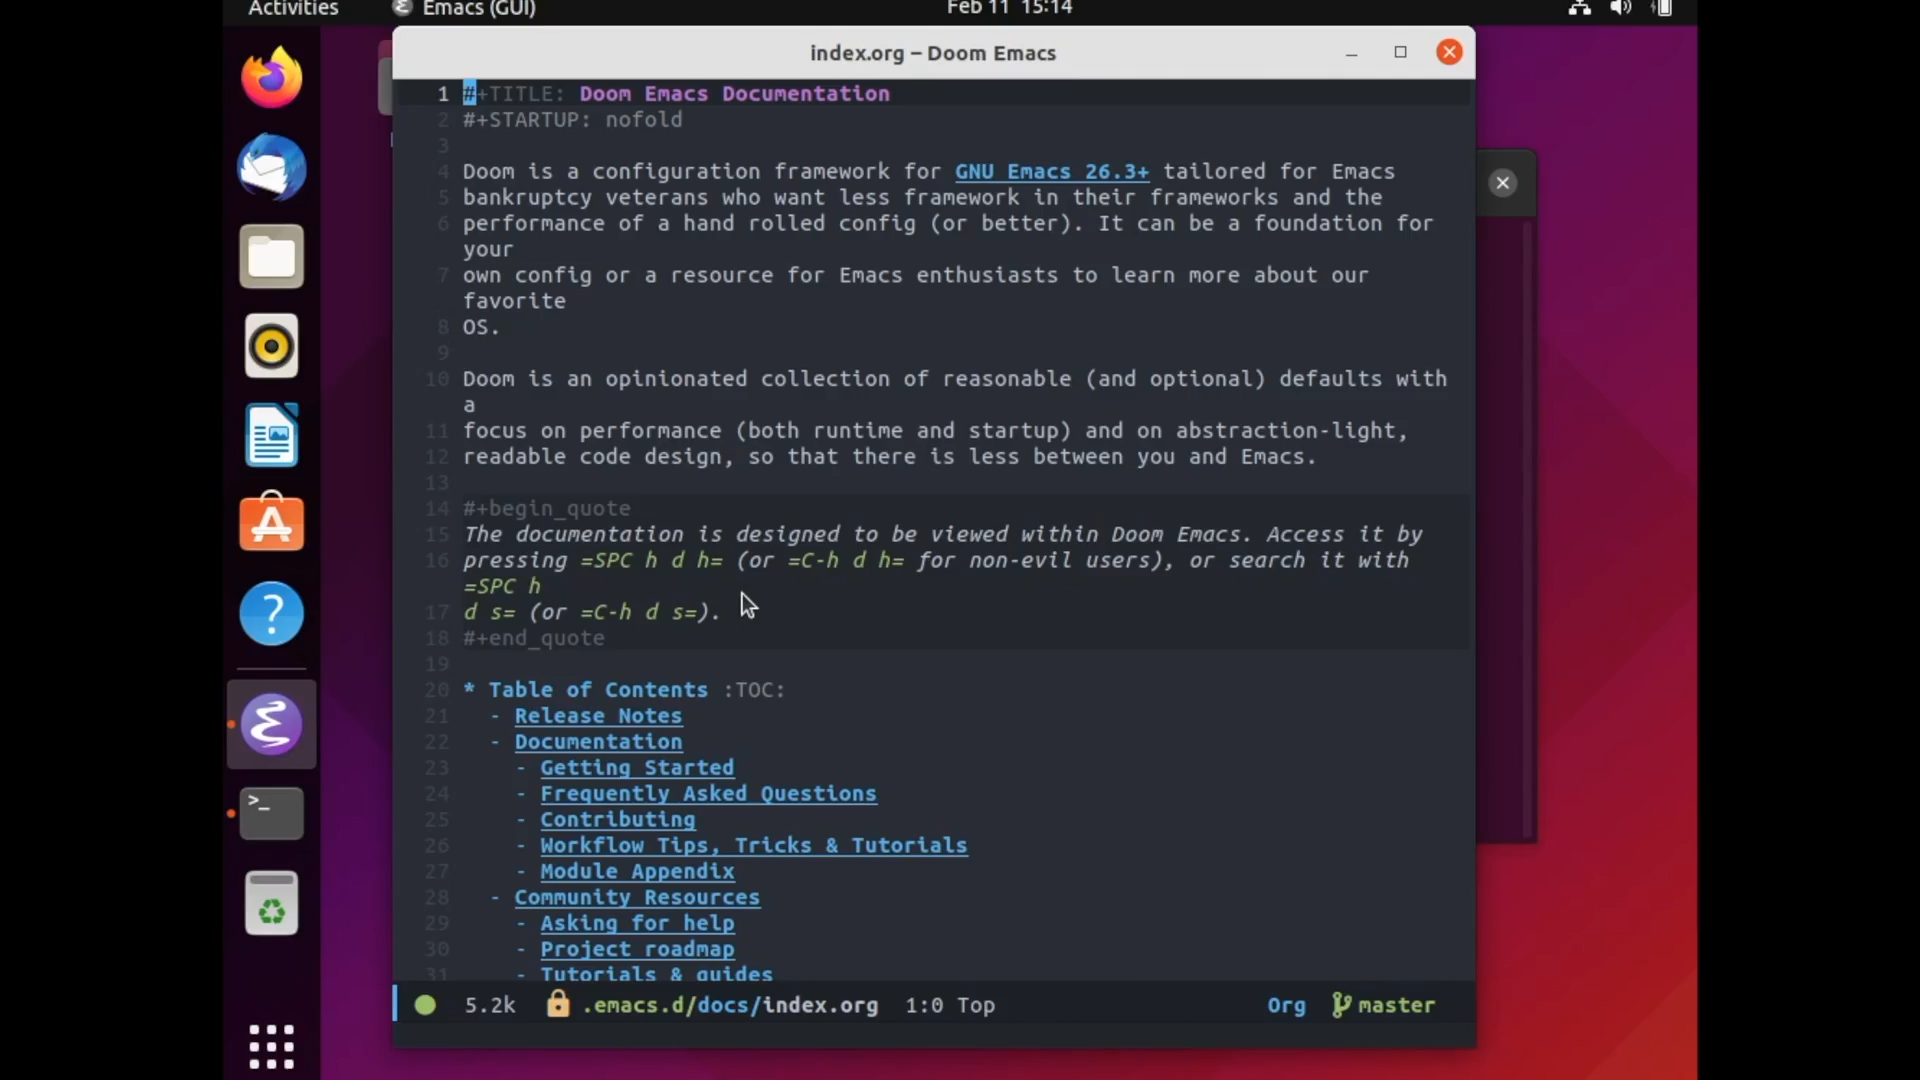 Activities Emacs (GUI) Feb 11 15:14
index.org – Doom Emacs
1 #+TITLE: Doom Emacs Documentation
2 #+STARTUP: nofold
3
4 Doom is a configuration framework for GNU Emacs 26.3+ tailored for Emacs
5 bankruptcy veterans who want less framework in their frameworks and the
6 performance of a hand rolled config (or better). It can be a foundation for
your
7 own config or a resource for Emacs enthusiasts to learn more about our
favorite
8 OS.
9
10 Doom is an opinionated collection of reasonable (and optional) defaults with
a
11 focus on performance (both runtime and startup) and on abstraction-light,
12 readable code design, so that there is less between you and Emacs.
13
14 #+begin_quote
15 The documentation is designed to be viewed within Doom Emacs. Access it by
16 pressing =SPC h d h= (or =C-h d h= for non-evil users), or search it with
=SPC h
17 d s= (or =C-h d s=).
18 #+end_quote
19
20 * Table of Contents :TOC:
21 - Release Notes
22 - Documentation
23 - Getting Started
24 - Frequently Asked Questions
25 - Contributing
26 - Workflow Tips, Tricks & Tutorials
27 - Module Appendix
28 - Community Resources
29 - Asking for help
30 - Project roadmap
31 - Tutorials & guides
5.2k .emacs.d/docs/index.org 1:0 Top Org master